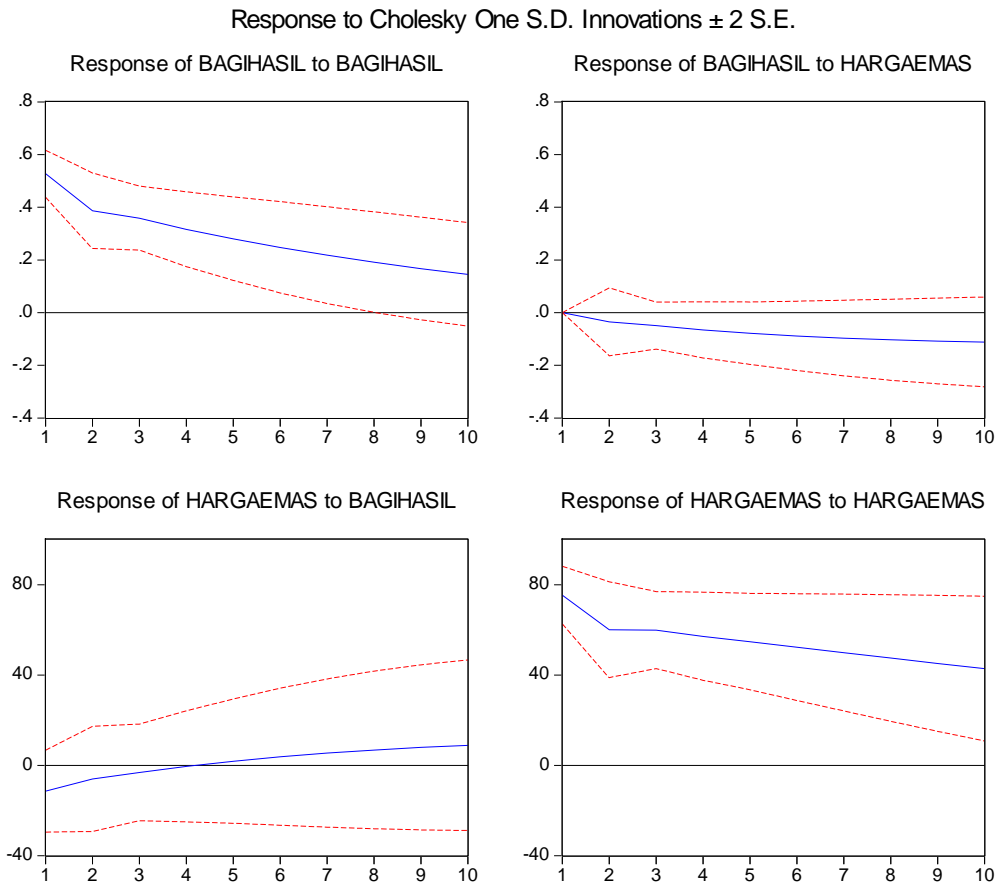 Response to Cholesky One S.D. Innovations ± 2 S.E.
Response of BAGIHASIL to BAGIHASIL
.8
.6
.4
.2
.0
-.2
-.4
1 2 3 4 5 6 7 8 9 10
Response of BAGIHASIL to HARGAEMAS
.8
.6
.4
.2
.0
-.2
-.4
1 2 3 4 5 6 7 8 9 10
Response of HARGAEMAS to BAGIHASIL
80
40
0
-40
1 2 3 4 5 6 7 8 9 10
Response of HARGAEMAS to HARGAEMAS
80
40
0
-40
1 2 3 4 5 6 7 8 9 10